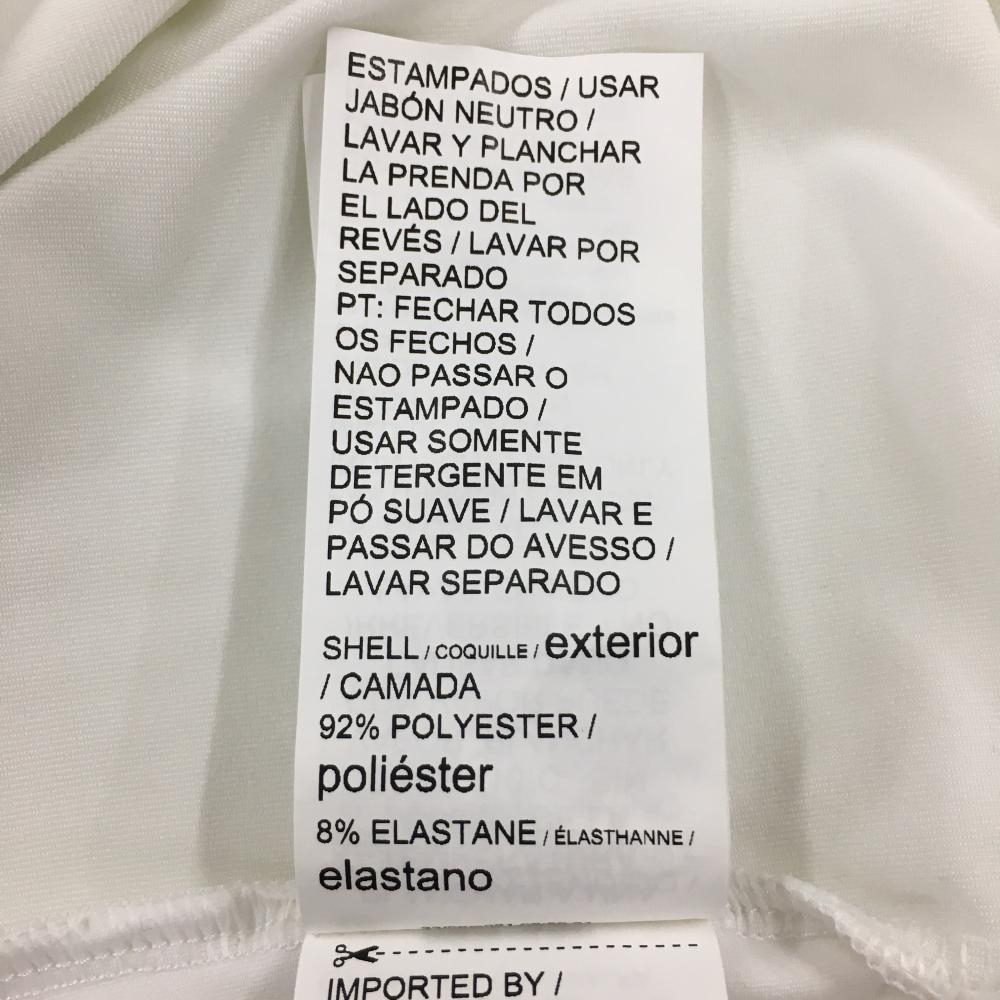 ESTAMPADOS / USAR
JABÓN NEUTRO /
LAVAR Y PLANCHAR
LA PRENDA POR
EL LADO DEL
REVÉS / LAVAR POR
SEPARADO
PT: FECHAR TODOS
OS FECHOS /
NAO PASSAR O
ESTAMPADO /
USAR SOMENTE
DETERGENTE EM
PÓ SUAVE / LAVAR E
PASSAR DO AVESSO /
LAVAR SEPARADO
SHELL / COQUILLE / exterior
/ CAMADA
92% POLYESTER /
poliéster
8% ELASTANE / ÉLASTHANNE /
elastano
IMPORTED BY /